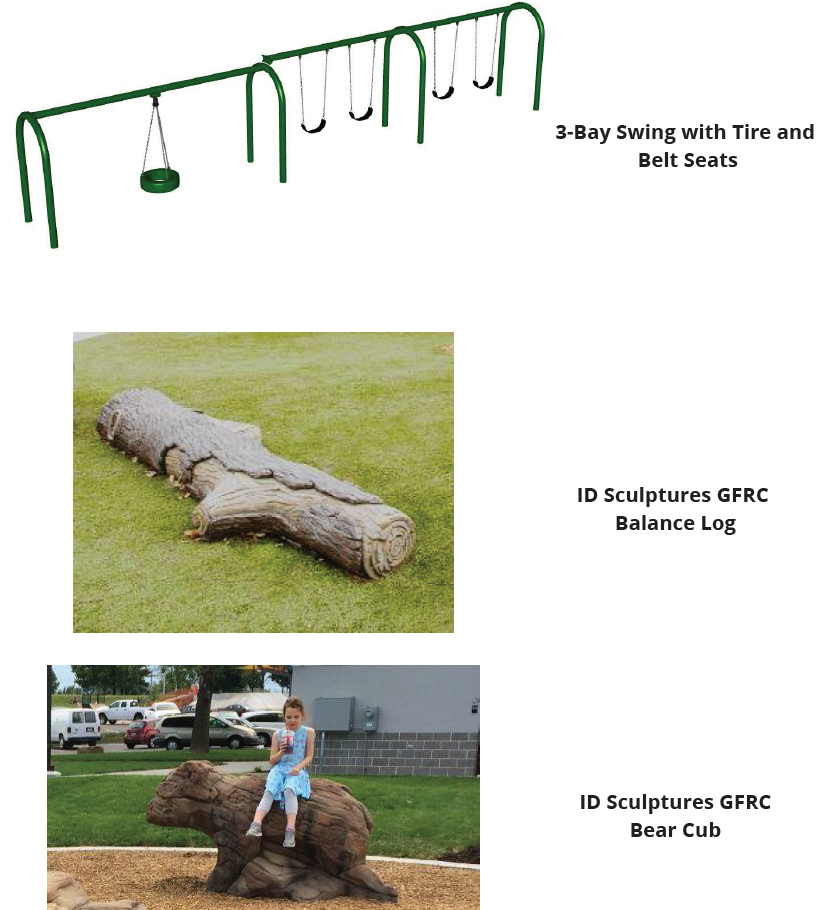 3-Bay Swing with Tire and
Belt Seats
ID Sculptures GFRC
Balance Log
ID Sculptures GFRC
Bear Cub